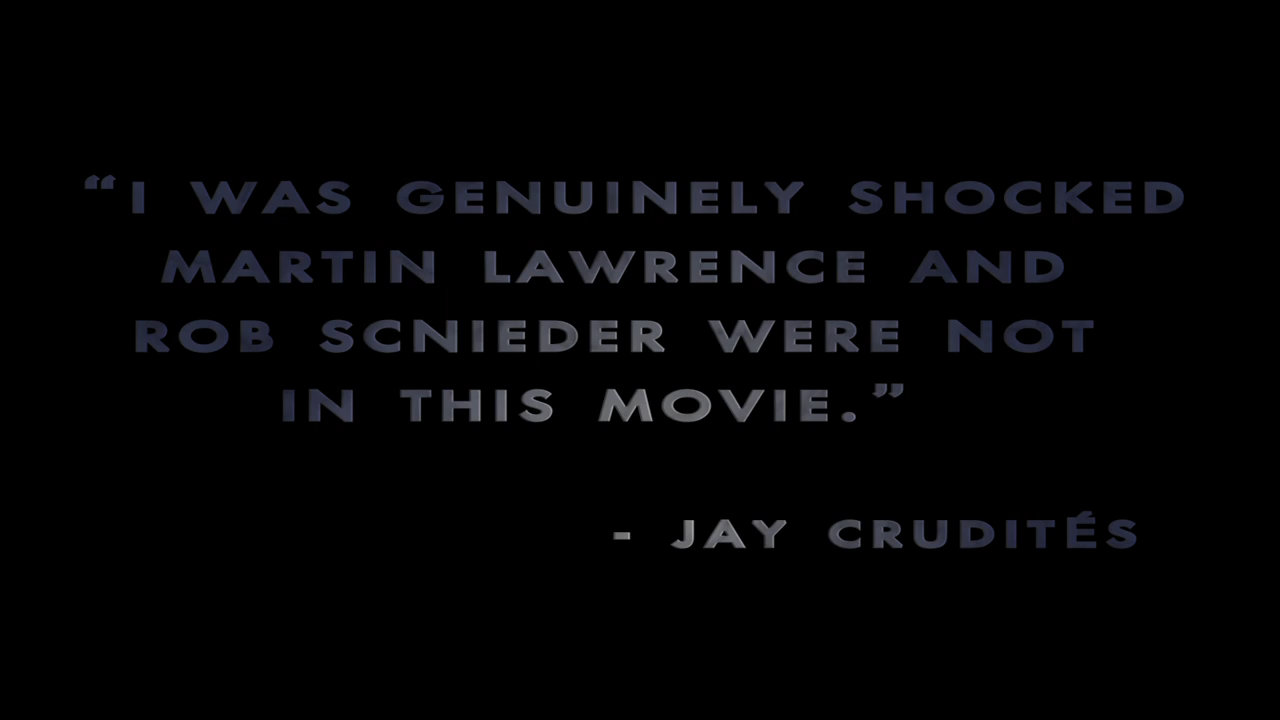 “I WAS GENUINELY SHOCKED
MARTIN LAWRENCE AND
ROB SCNIEDER WERE NOT
IN THIS MOVIE.”
- JAY CRUDITÉS